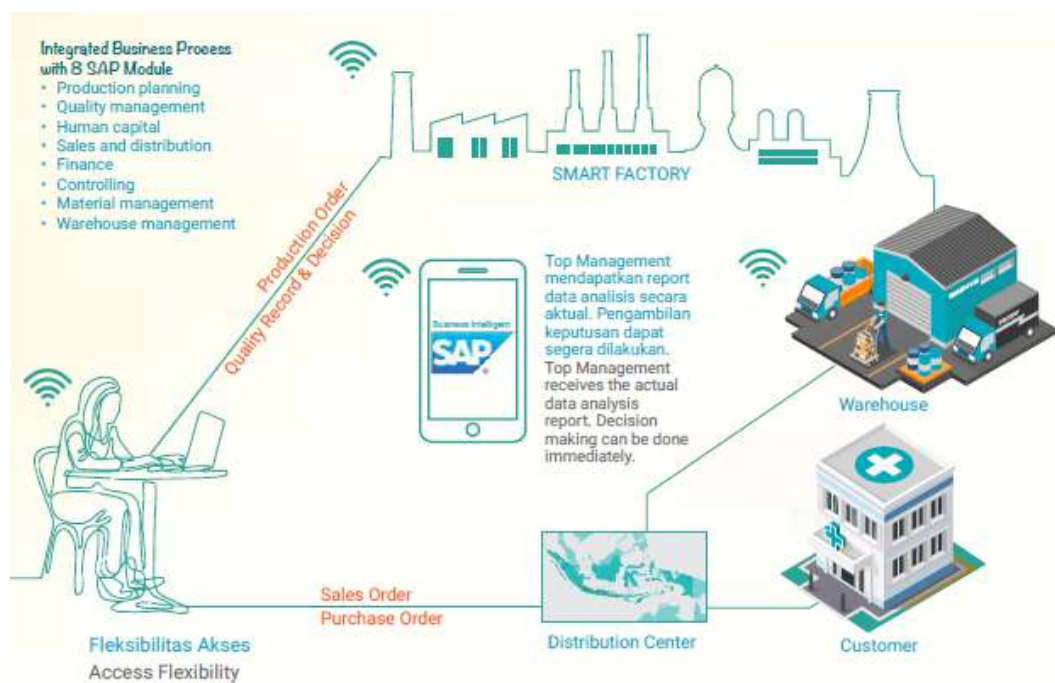 Integrated Business Process
with 8 SAP Module
• Production planning
• Quality management
• Human capital
• Sales and distribution
• Finance
• Controlling
• Material management
• Warehouse management
SMART FACTORY
Production Order
Quality Record & Decision
Business Intelligent
SAP
®
Top Management
mendapatkan report
data analisis secara
aktual. Pengambilan
keputusan dapat
segera dilakukan.
Top Management
receives the actual
data analysis
report. Decision
making can be done
immediately.
Warehouse
Sales Order
Purchase Order
Distribution Center
Customer
Fleksibilitas Akses
Access Flexibility